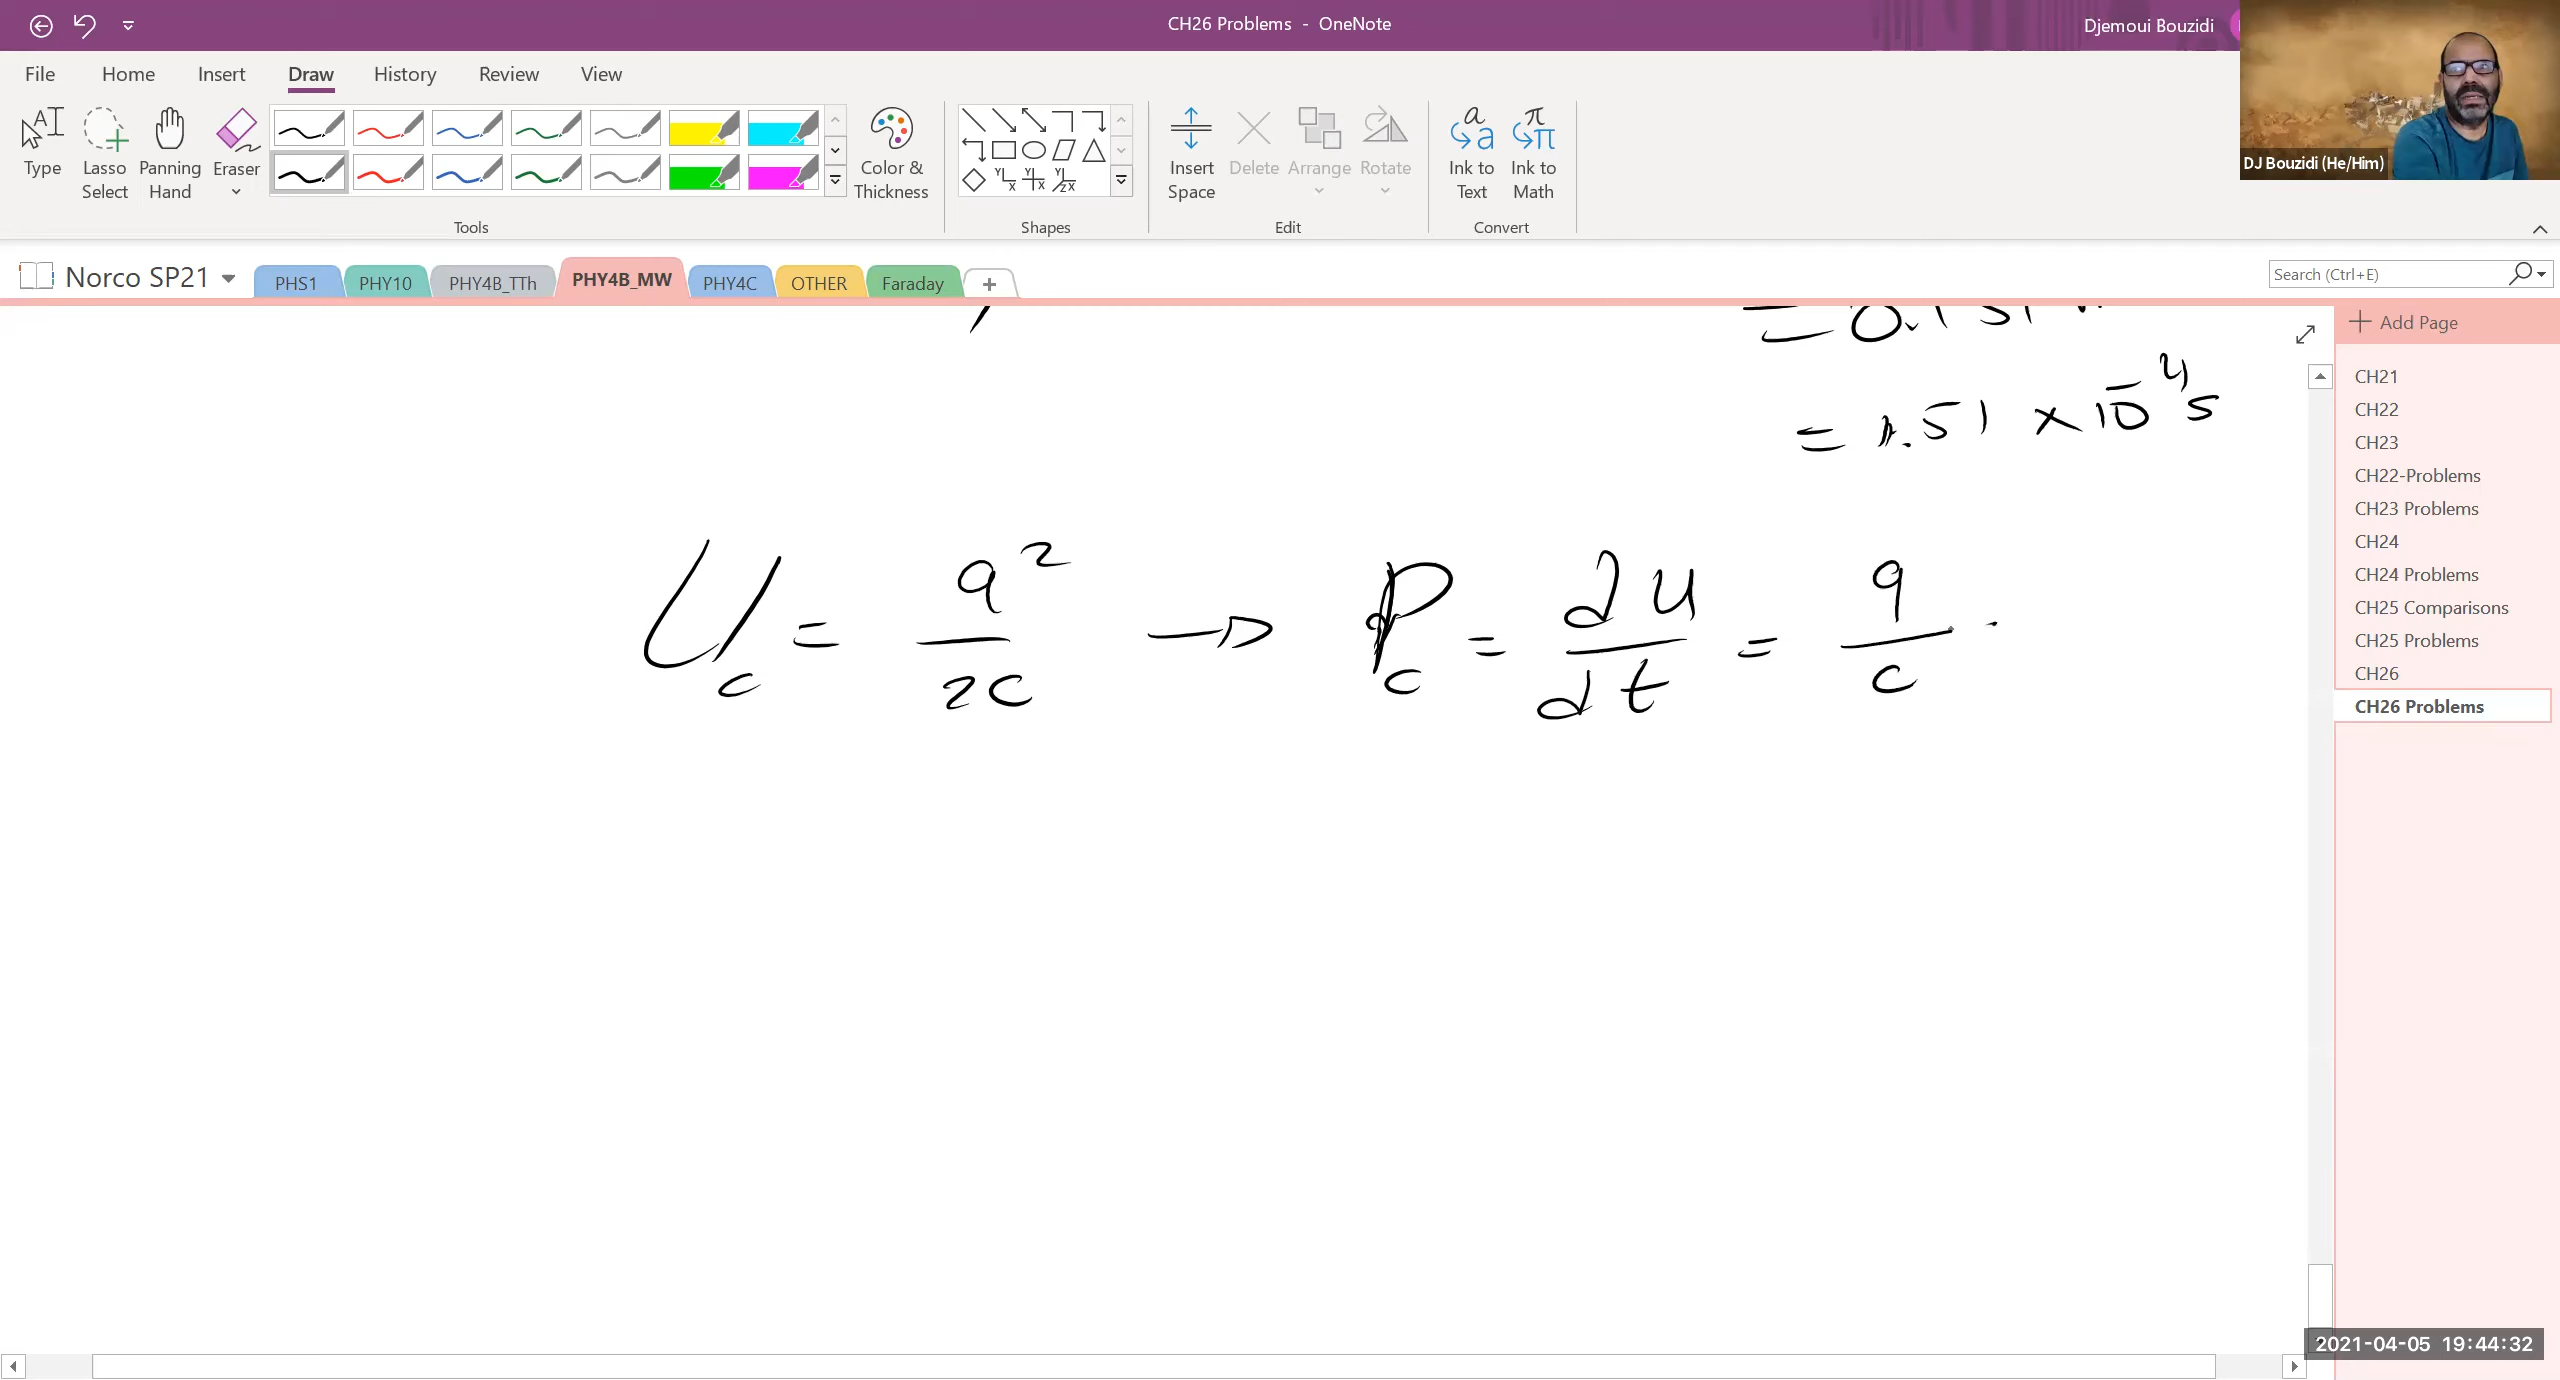 CH26 Problems - OneNote
Djemoui Bouzidi
File Home Insert Draw History Review View
Type
Lasso Select
Panning Hand
Eraser
Color & Thickness
Insert Space
Delete
Arrange
Rotate
Ink to Text
Ink to Math
Tools
Shapes
Edit
Convert
DJ Bouzidi (He/Him)
Norco SP21
PHS1 PHY10 PHY4B_TTh PHY4B_MW PHY4C OTHER Faraday
Search (Ctrl+E)
Add Page
CH21
CH22
CH23
CH22-Problems
CH23 Problems
CH24
CH24 Problems
CH25 Comparisons
CH25 Problems
CH26
CH26 Problems
= 0.151
= 1.51 × 10⁻⁴ s
U_c = q²/2C → P_c = dU/dt = q/C ·
2021-04-05 19:44:32